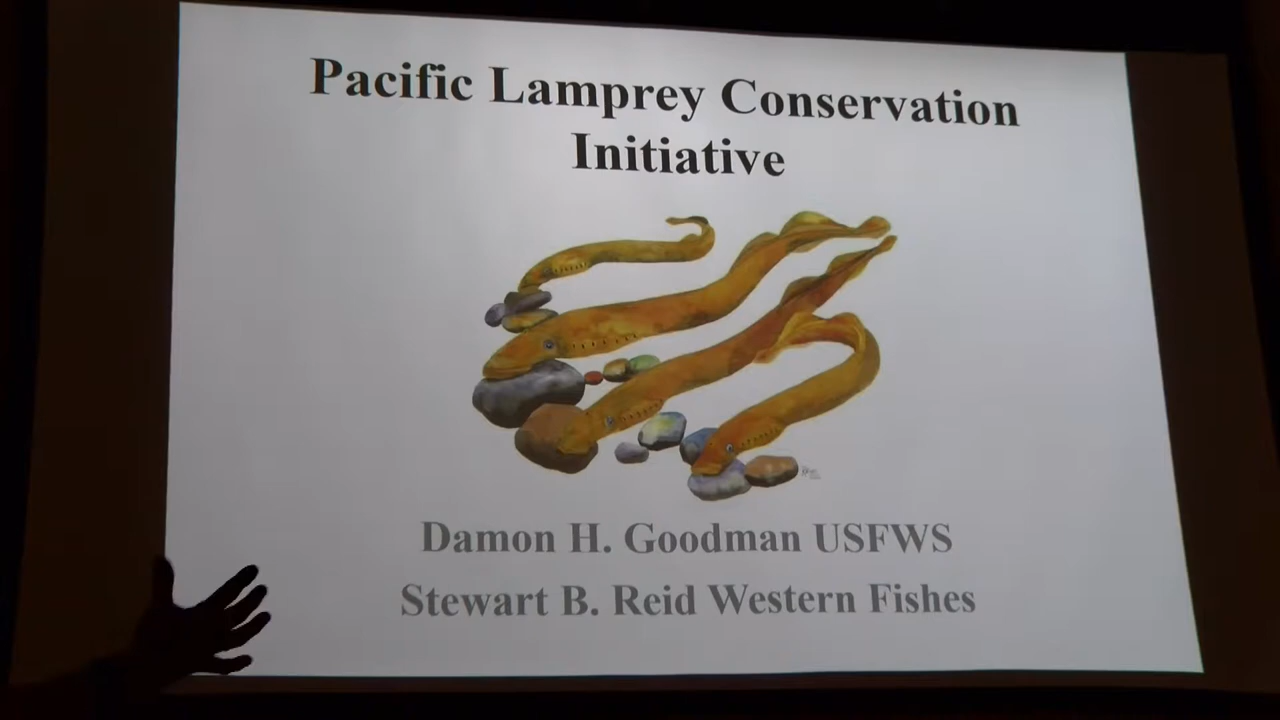 Pacific Lamprey Conservation
Initiative
Damon H. Goodman USFWS
Stewart B. Reid Western Fishes